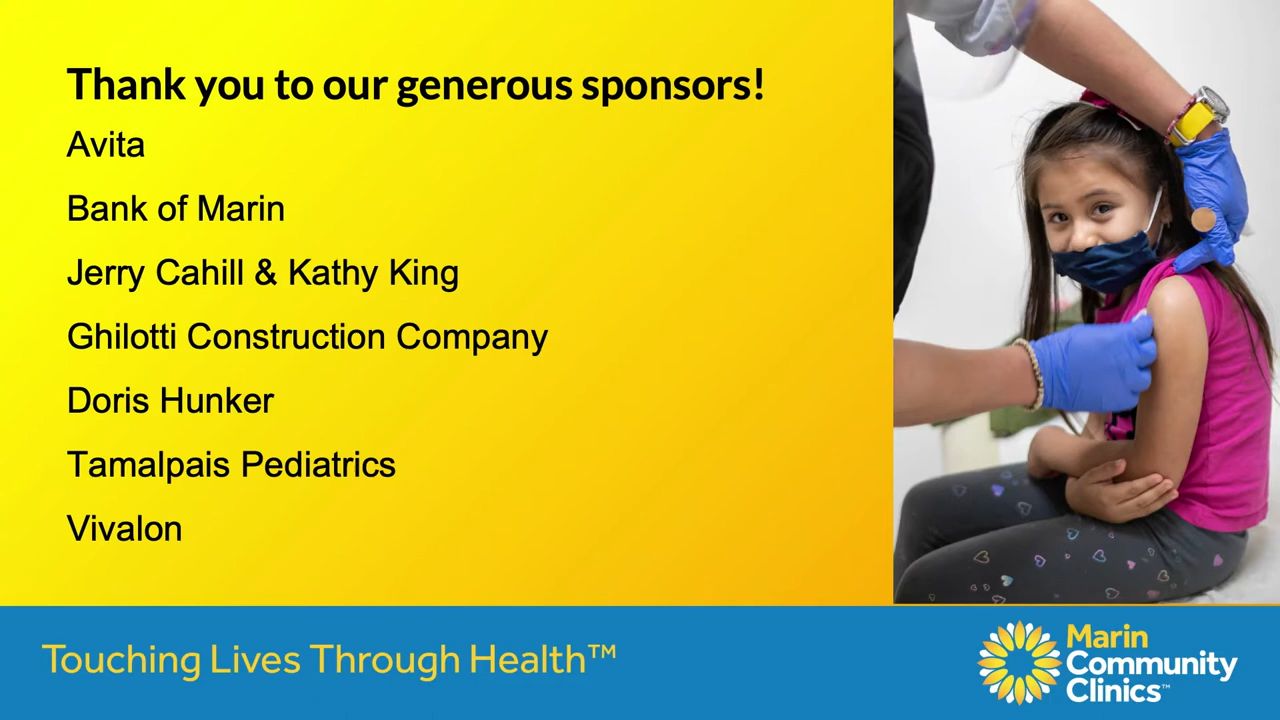 Thank you to our generous sponsors!
Avita
Bank of Marin
Jerry Cahill & Kathy King
Ghilotti Construction Company
Doris Hunker
Tamalpais Pediatrics
Vivalon
Touching Lives Through Health™
Marin
Community
Clinics™